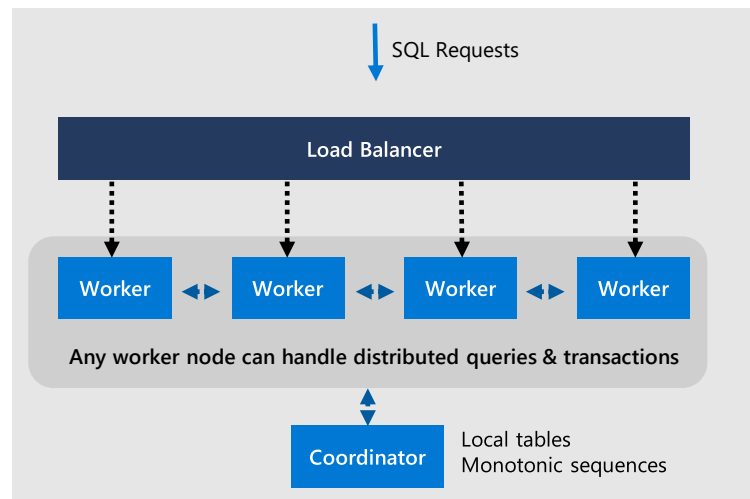 SQL Requests
Load Balancer
Worker
Worker
Worker
Worker
Any worker node can handle distributed queries & transactions
Coordinator
Local tables
Monotonic sequences